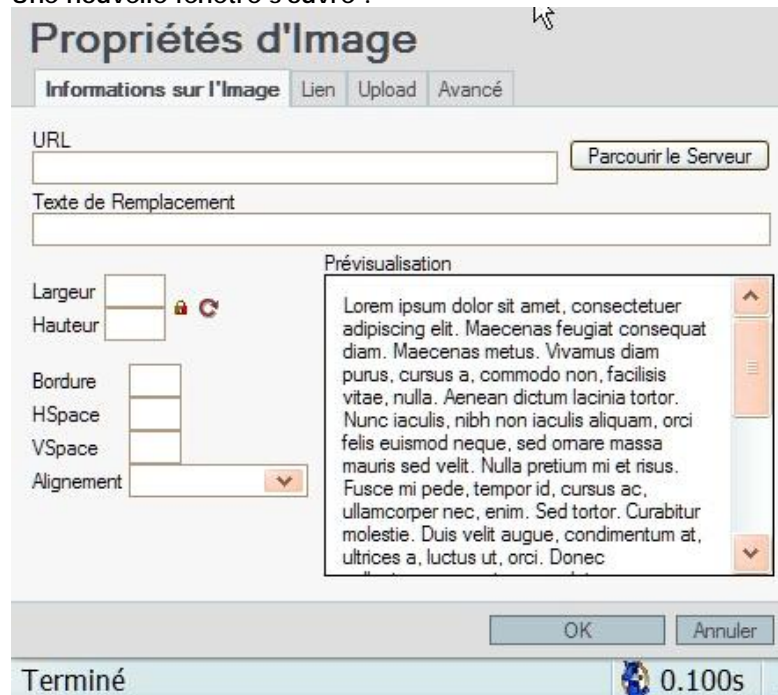 Une nouvelle fenêtre s'ouvre :
Propriétés d'Image
Informations sur l'Image Lien Upload Avancé
URL
Parcourir le Serveur
Texte de Remplacement
Prévisualisation
Largeur
Hauteur
Bordure
HSpace
VSpace
Alignement
Lorem ipsum dolor sit amet, consectetuer
adipiscing elit. Maecenas feugiat consequat
diam. Maecenas metus. Vivamus diam
purus, cursus a, commodo non, facilisis
vitae, nulla. Aenean dictum lacinia tortor.
Nunc iaculis, nibh non iaculis aliquam, orci
felis euismod neque, sed ornare massa
mauris sed velit. Nulla pretium mi et risus.
Fusce mi pede, tempor id, cursus ac,
ullamcorper nec, enim. Sed tortor. Curabitur
molestie. Duis velit augue, condimentum at,
ultrices a, luctus ut, orci. Donec
OK Annuler
Terminé 0.100s